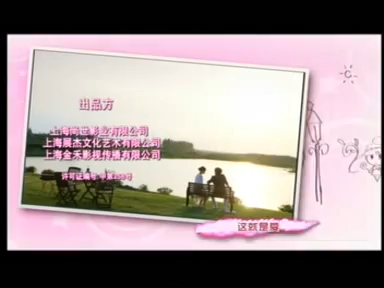 出品方
上海尚世影业有限公司
上海展杰文化艺术有限公司
上海金禾影视传播有限公司
这就是爱